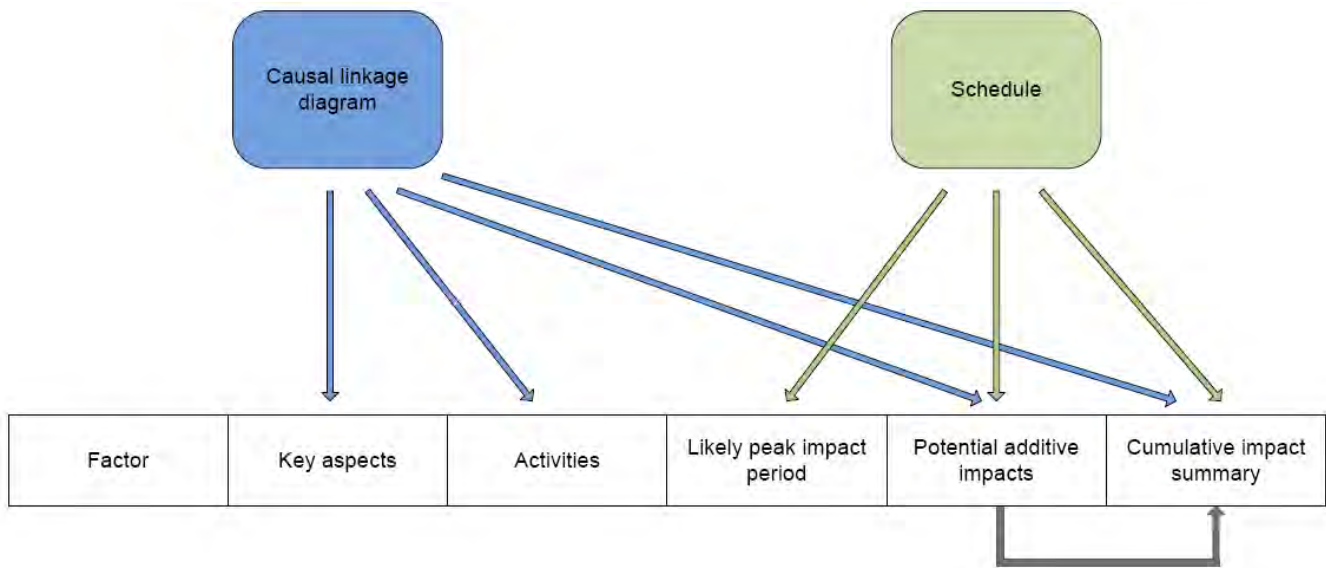 Causal linkage
diagram
Schedule
Factor
Key aspects
Activities
Likely peak impact
period
Potential additive
impacts
Cumulative impact
summary